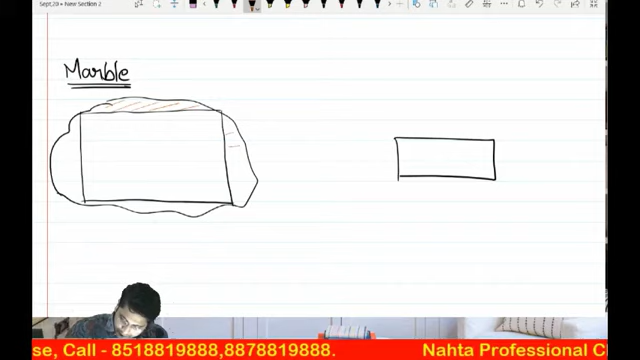 Sept.20 - New Section 2
Marble
se, Call - 8518819888,8878819888. Nahta Professional C